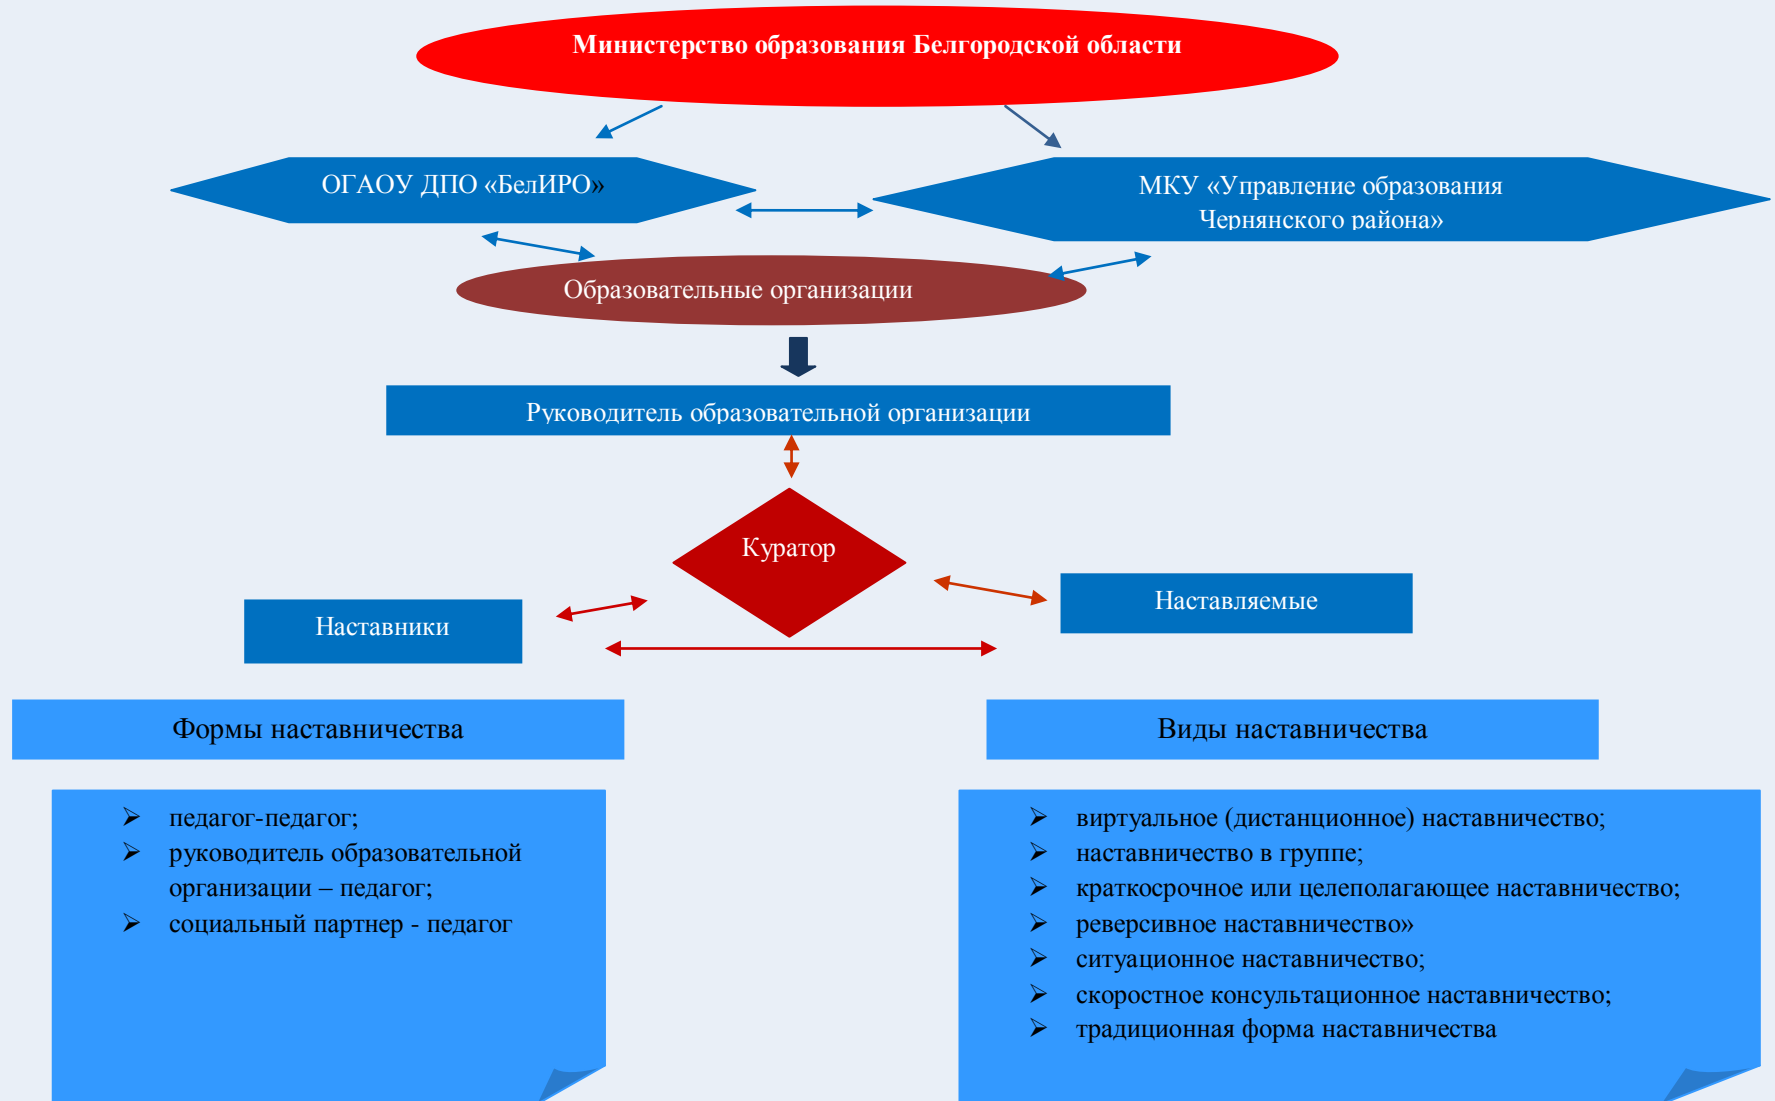 Министерство образования Белгородской области
ОГАОУ ДПО «БелИРО»
МКУ «Управление образования
Чернянского района»
Образовательные организации
Руководитель образовательной организации
Куратор
Наставники
Наставляемые
Формы наставничества
Виды наставничества
➢ педагог-педагог;
➢ руководитель образовательной
организации – педагог;
➢ социальный партнер - педагог
➢ виртуальное (дистанционное) наставничество;
➢ наставничество в группе;
➢ краткосрочное или целеполагающее наставничество;
➢ реверсивное наставничество»
➢ ситуационное наставничество;
➢ скоростное консультационное наставничество;
➢ традиционная форма наставничества